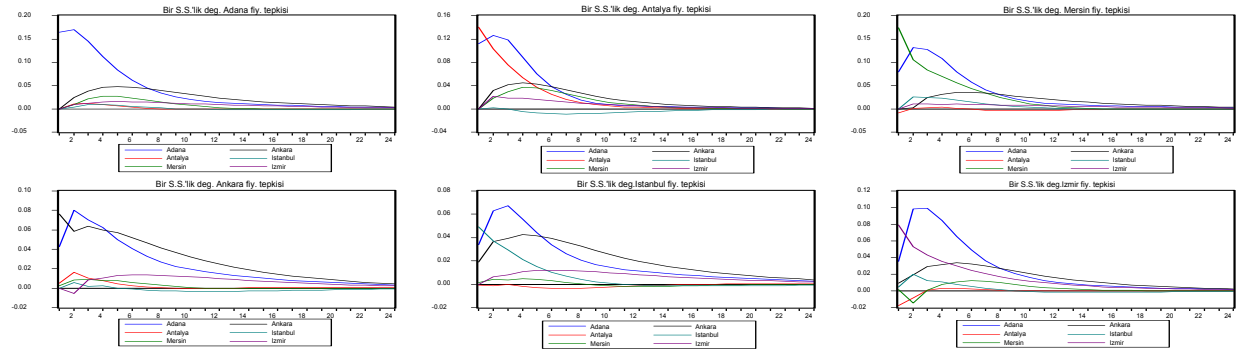 Bir S.S.'lik deg. Adana fiy. tepkisi
0.20
0.15
0.10
0.05
0.00
-0.05
2 4 6 8 10 12 14 16 18 20 22 24
Adana Ankara
Antalya Istanbul
Mersin Izmir
Bir S.S.'lik deg. Antalya fiy. tepkisi
0.16
0.12
0.08
0.04
0.00
-0.04
2 4 6 8 10 12 14 16 18 20 22 24
Adana Ankara
Antalya Istanbul
Mersin Izmir
Bir S.S.'lik deg. Mersin fiy. tepkisi
0.20
0.15
0.10
0.05
0.00
-0.05
2 4 6 8 10 12 14 16 18 20 22 24
Adana Ankara
Antalya Istanbul
Mersin Izmir
Bir S.S.'lik deg. Ankara fiy. tepkisi
0.10
0.08
0.06
0.04
0.02
0.00
-0.02
2 4 6 8 10 12 14 16 18 20 22 24
Adana Ankara
Antalya Istanbul
Mersin Izmir
Bir S.S.'lik deg.Istanbul fiy. tepkisi
0.08
0.06
0.04
0.02
0.00
-0.02
2 4 6 8 10 12 14 16 18 20 22 24
Adana Ankara
Antalya Istanbul
Mersin Izmir
Bir S.S.'lik deg.Izmir fiy. tepkisi
0.12
0.10
0.08
0.06
0.04
0.02
0.00
-0.02
2 4 6 8 10 12 14 16 18 20 22 24
Adana Ankara
Antalya Istanbul
Mersin Izmir